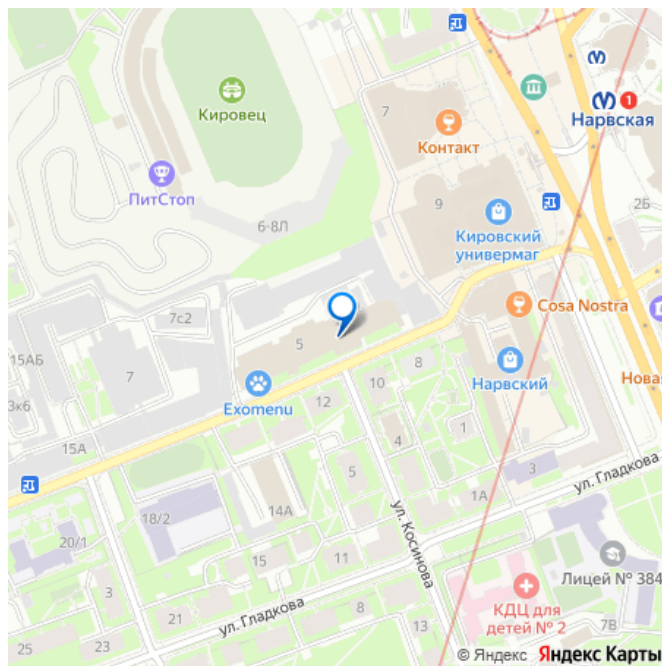 Кировец
7
Контакт
1
Нарвская
ПитСтоп
6-8Л
9
2Б
Кировский
универмаг
7с2
5
Cosa Nostra
15АБ
7
8
Нарвский
Новая
Exomenu
10
12
3к6
4
1
15А
5
3
ул. Гладкова
1А
14А
18/2
ул. Косинова
20/1
15
11
Лицей № 384
3
КДЦ для
детей № 2
21
ул. Гладкова
8
13
7В
25
23
© Яндекс Яндекс Карты